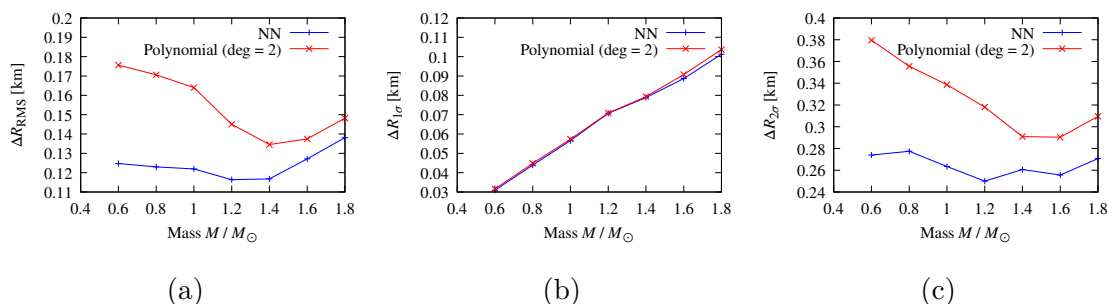 0.2
0.19
0.18
0.17
0.16
0.15
0.14
0.13
0.12
0.11
0.4 0.6 0.8 1 1.2 1.4 1.6 1.8
Mass M / M⊙
ΔR_RMS [km]
NN
Polynomial (deg = 2)
(a)
0.12
0.11
0.1
0.09
0.08
0.07
0.06
0.05
0.04
0.03
0.4 0.6 0.8 1 1.2 1.4 1.6 1.8
Mass M / M⊙
ΔR_1σ [km]
NN
Polynomial (deg = 2)
(b)
0.4
0.38
0.36
0.34
0.32
0.3
0.28
0.26
0.24
0.4 0.6 0.8 1 1.2 1.4 1.6 1.8
Mass M / M⊙
ΔR_2σ [km]
NN
Polynomial (deg = 2)
(c)